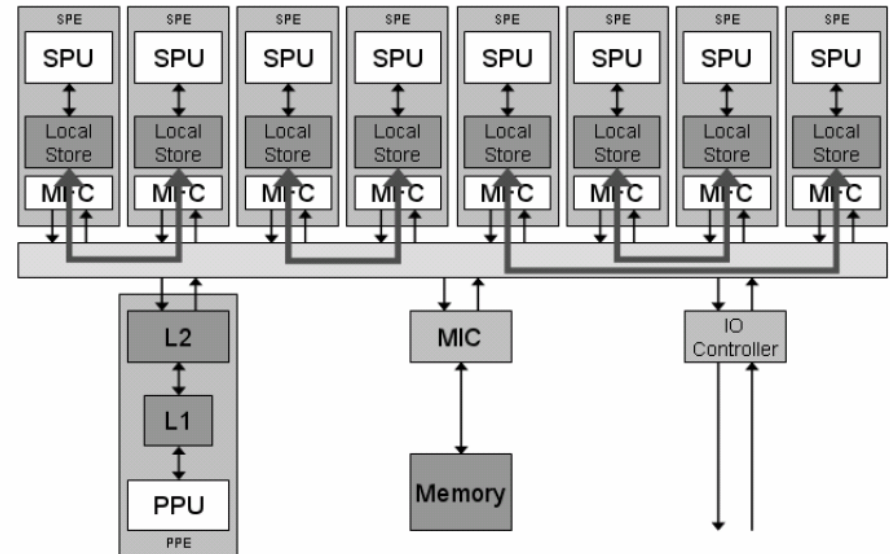 SPE SPE SPE SPE SPE SPE SPE SPE
SPU SPU SPU SPU SPU SPU SPU SPU
Local Local Local Local Local Local Local Local
Store Store Store Store Store Store Store Store
MFC MFC MFC MFC MFC MFC MFC MFC
L2 MIC IO
Controller
L1
PPU Memory
PPE